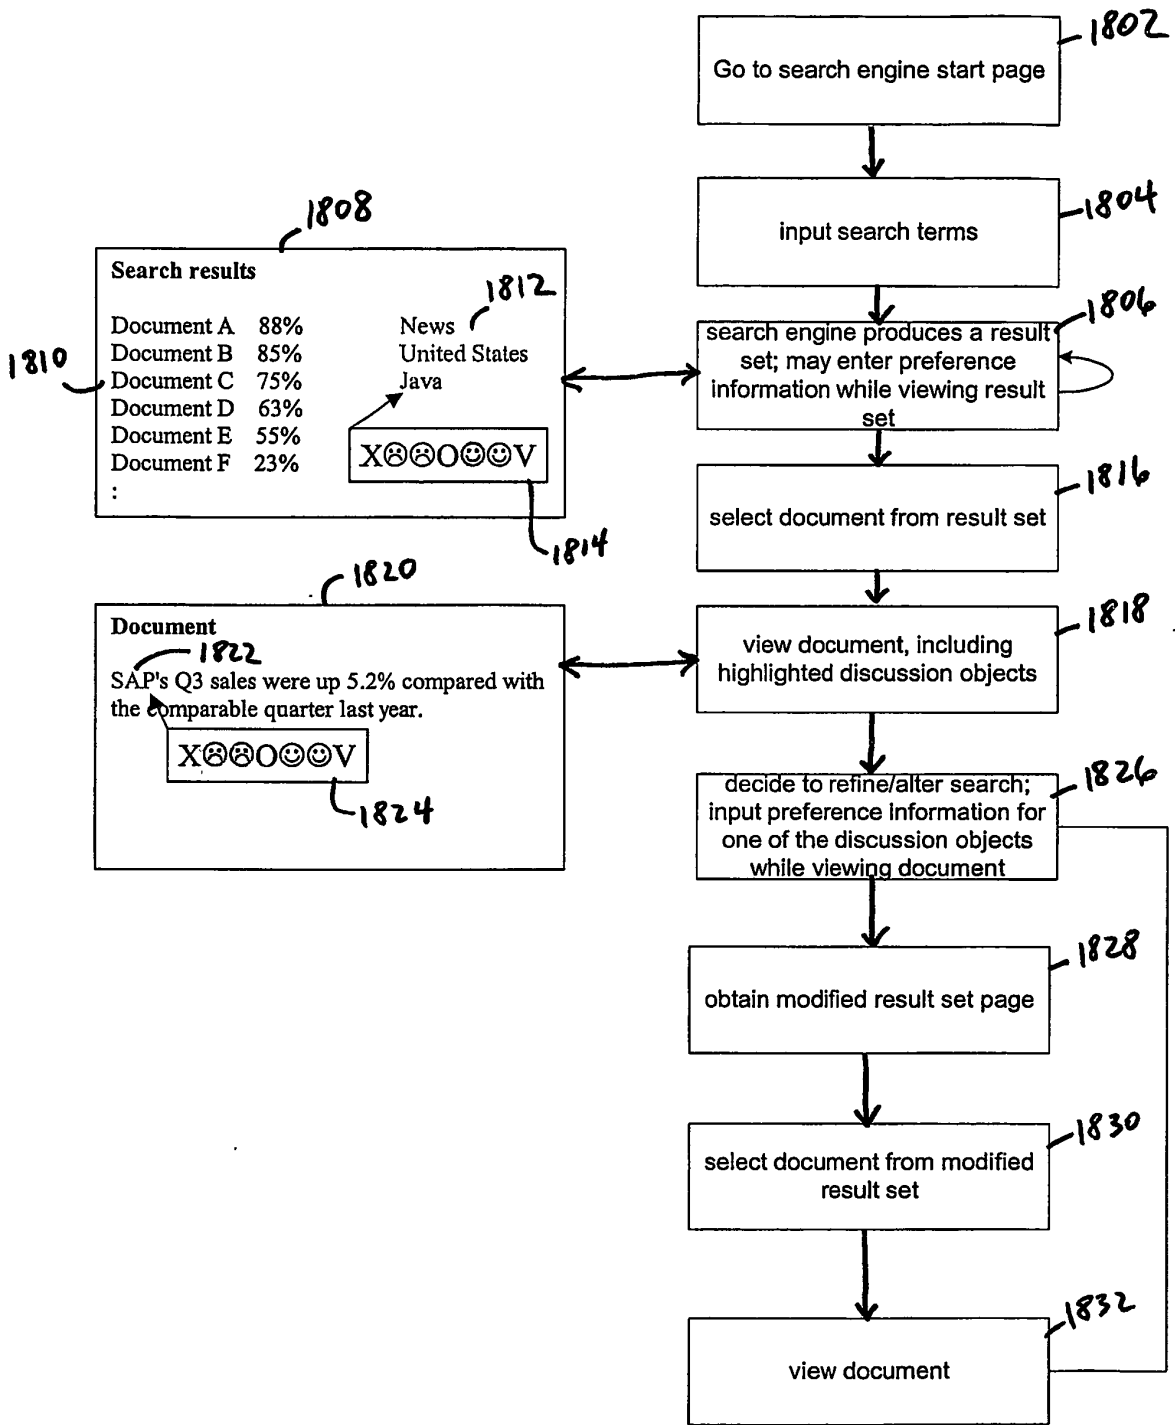 1802
Go to search engine start page
1804
input search terms
1806
search engine produces a result
set; may enter preference
information while viewing result
set
1808
Search results
1812
1810
Document A 88%
Document B 85%
Document C 75%
Document D 63%
Document E 55%
Document F 23%
:
News
United States
Java
X☹☹O☺☺V
1814
1816
select document from result set
1818
view document, including
highlighted discussion objects
1820
Document
1822
SAP's Q3 sales were up 5.2% compared with
the comparable quarter last year.
X☹☹O☺☺V
1824
1826
decide to refine/alter search;
input preference information for
one of the discussion objects
while viewing document
1828
obtain modified result set page
1830
select document from modified
result set
1832
view document